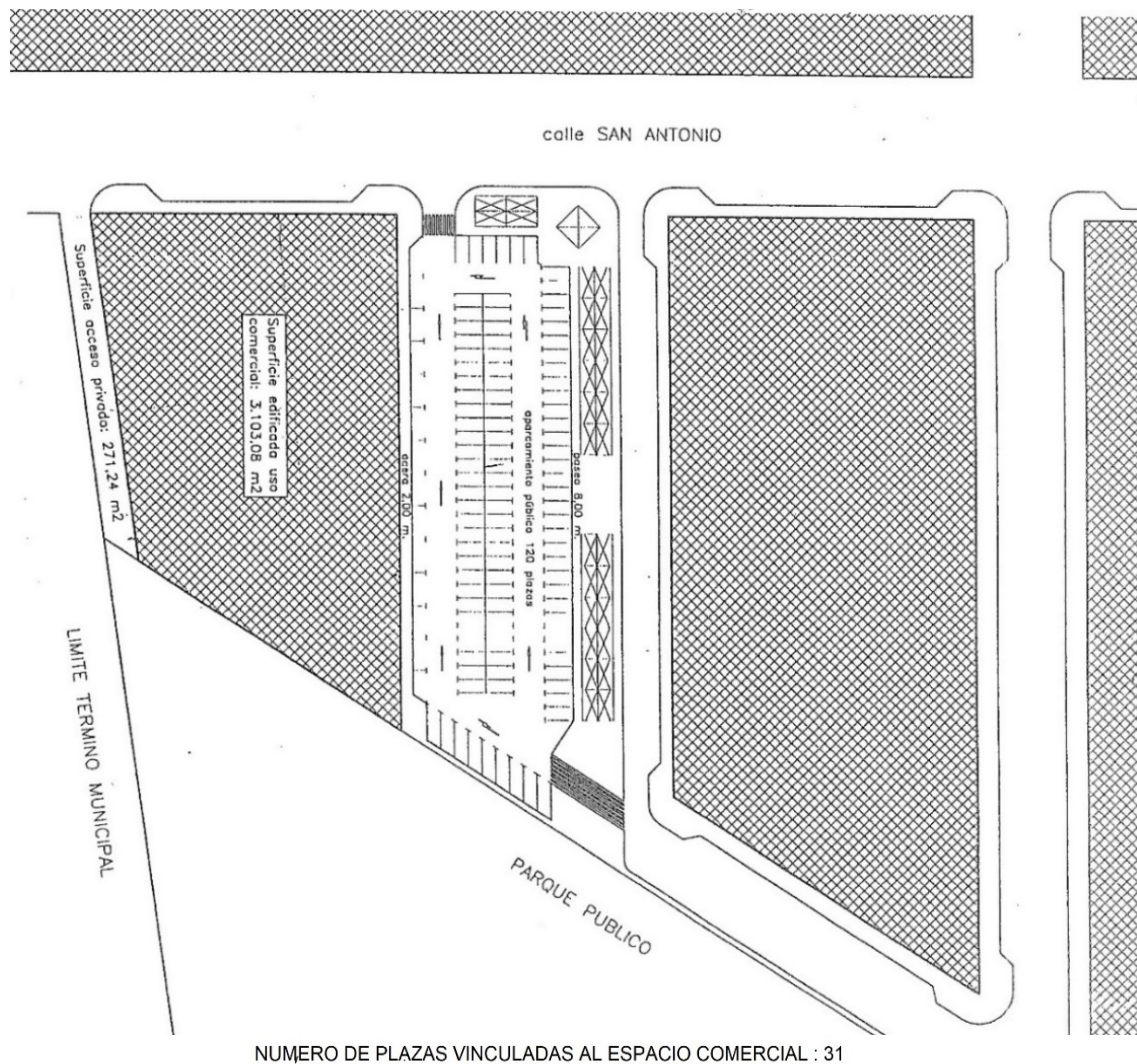 calle SAN ANTONIO
Superficie acceso privado: 271,24 m2
Superficie edificada uso
comercial: 3.103,08 m2
acera 2,00 m.
aparcamiento público 120 plazas
paseo 8,00 m.
LIMITE TERMINO MUNICIPAL
PARQUE PUBLICO
NUMERO DE PLAZAS VINCULADAS AL ESPACIO COMERCIAL : 31